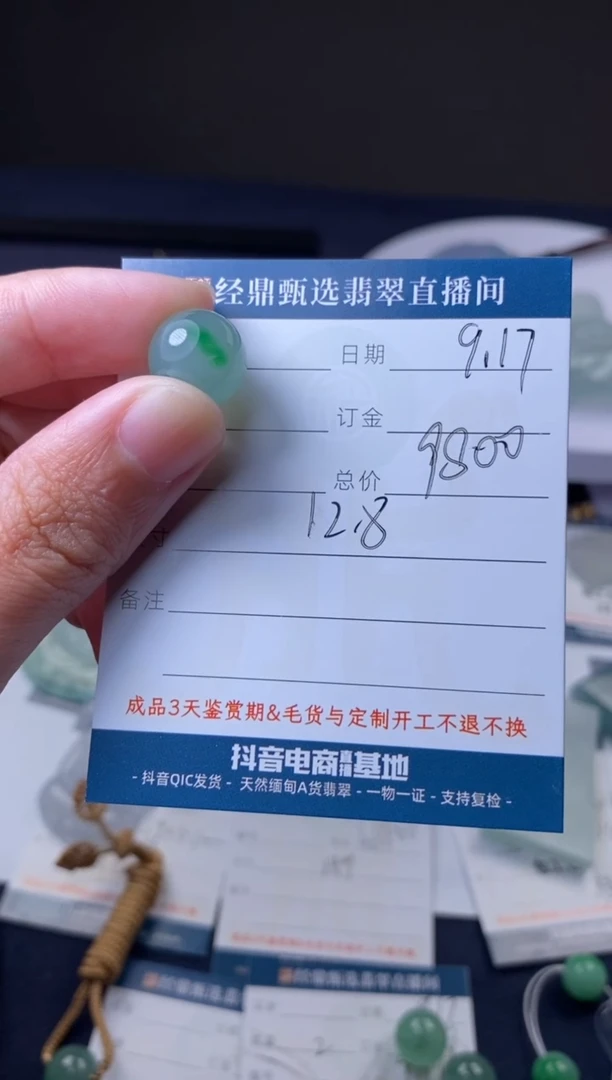 经鼎甄选翡翠直播间
日期 9.17
订金
总价 9800
寸 12.8
备注
成品3天鉴赏期&毛货与定制开工不退不换
抖音电商直播基地
- 抖音QIC发货 - 天然缅甸A货翡翠 - 一物一证 - 支持复检 -